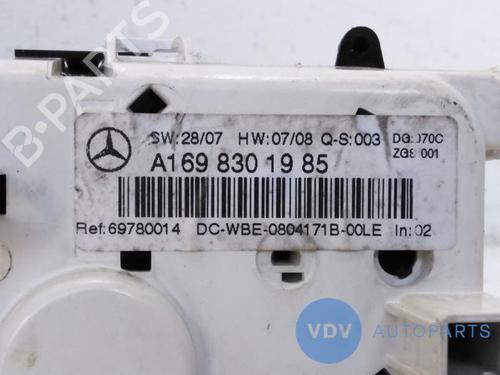 SW:28/07 HW:07/08 Q-S:003 DG:070C
ZGS:001
A169 830 19 85
Ref:69780014 DC-WBE-0804171B-00LE In:02
B-PARTS
VDV AUTOPARTS